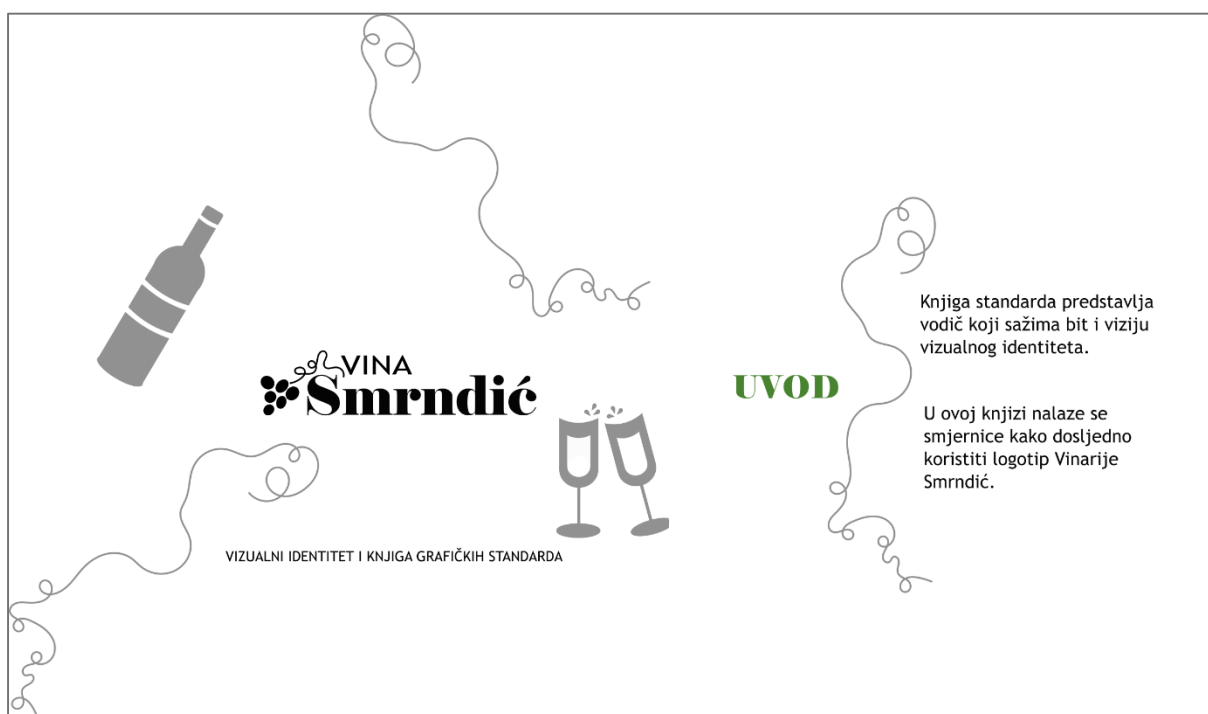 VINA
Smrndić
VIZUALNI IDENTITET I KNJIGA GRAFIČKIH STANDARDA
UVOD
Knjiga standarda predstavlja
vodič koji sažima bit i viziju
vizualnog identiteta.
U ovoj knjizi nalaze se
smjernice kako dosljedno
koristiti logotip Vinarije
Smrndić.